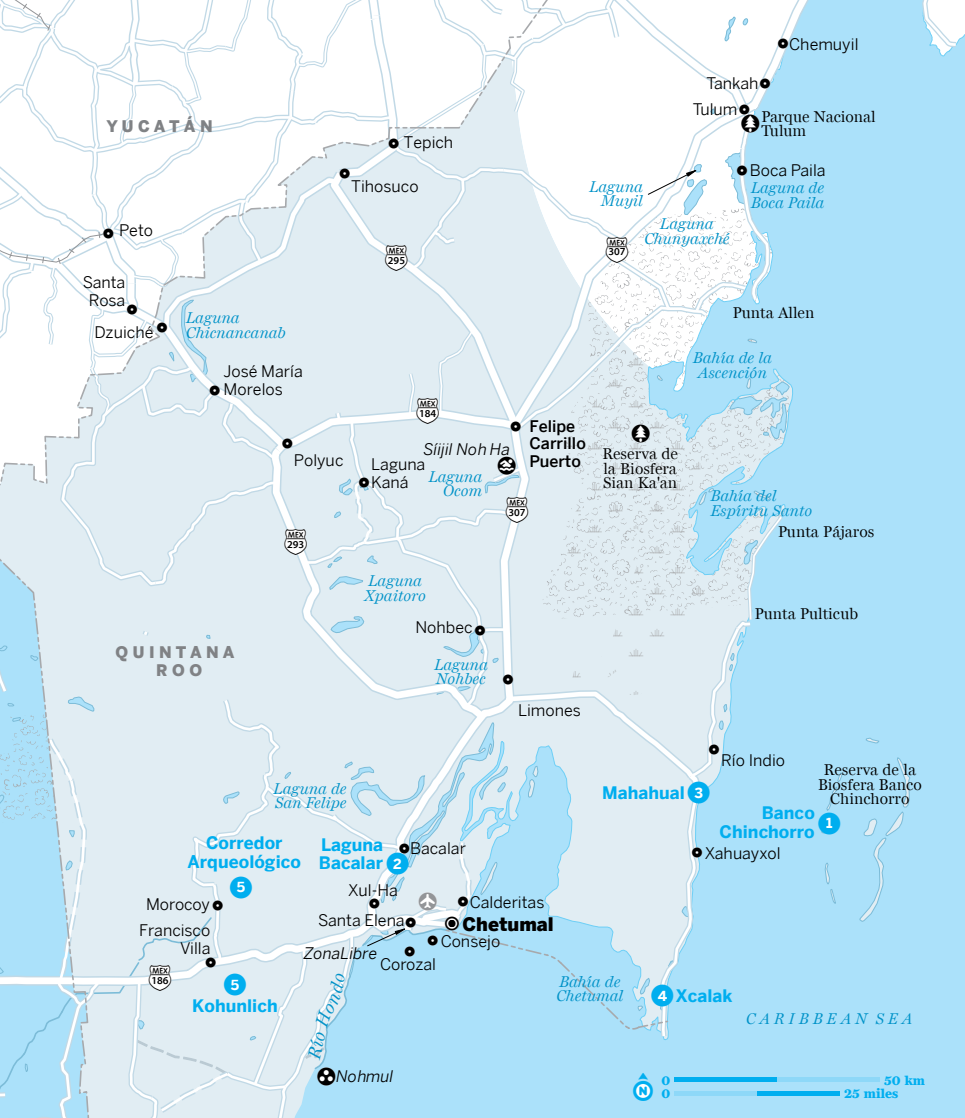 Chemuyil
Tankah
Tulum
Parque Nacional
Tulum
YUCATÁN
Tepich
Boca Paila
Tihosuco
Laguna
Muyil
Laguna de
Boca Paila
Laguna
Chunyaxché
Peto
MEX
295
MEX
307
Santa
Rosa
Dzuiché
Laguna
Chicnancanab
Punta Allen
Bahía de la
Ascención
José María
Morelos
MEX
184
Felipe
Carrillo
Puerto
Síijil Noh Ha
Polyuc
Laguna
Kaná
Laguna
Ocom
Reserva de
la Biosfera
Sian Ka'an
Bahía del
Espíritu Santo
MEX
307
Punta Pájaros
MEX
293
Laguna
Xpaitoro
Punta Pulticub
Nohbec
QUINTANA
ROO
Laguna
Nohbec
Limones
Río Indio
Reserva de la
Biosfera Banco
Chinchorro
Laguna de
San Felipe
Mahahual 3
Banco
Chinchorro 1
Corredor
Arqueológico
5
Laguna
Bacalar 2
Bacalar
Xahuayxol
Xul-Ha
Morocoy
Calderitas
Santa Elena
Chetumal
Francisco
Villa
Consejo
ZonaLibre
Corozal
MEX
186
5
Kohunlich
Bahía de
Chetumal
4 Xcalak
Río Hondo
CARIBBEAN SEA
Nohmul
N
0 50 km
0 25 miles